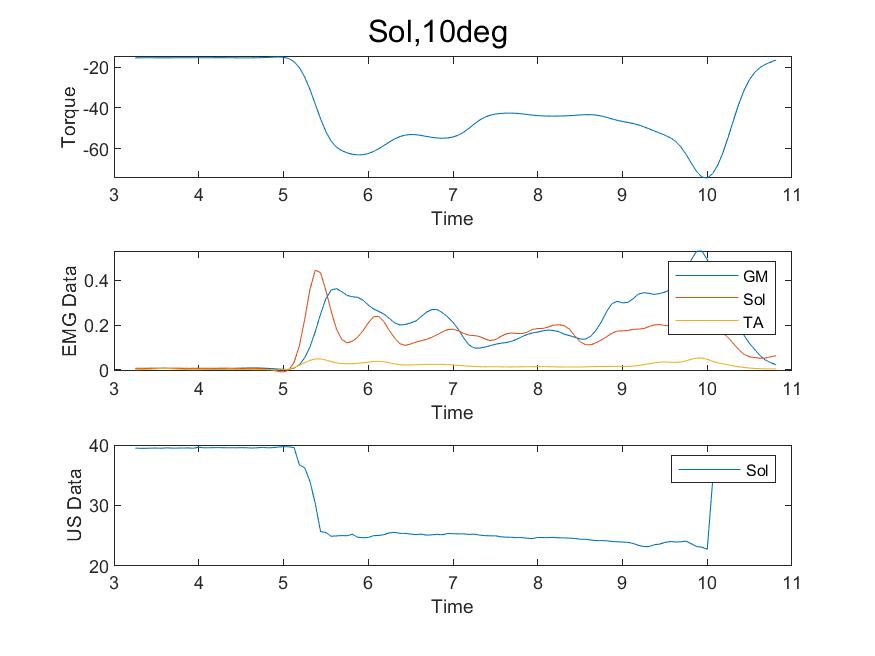 Sol,10deg
-20
-40
-60
Torque
3 4 5 6 7 8 9 10 11
Time
0.4
0.2
0
EMG Data
GM
Sol
TA
3 4 5 6 7 8 9 10 11
Time
40
30
20
US Data
Sol
3 4 5 6 7 8 9 10 11
Time